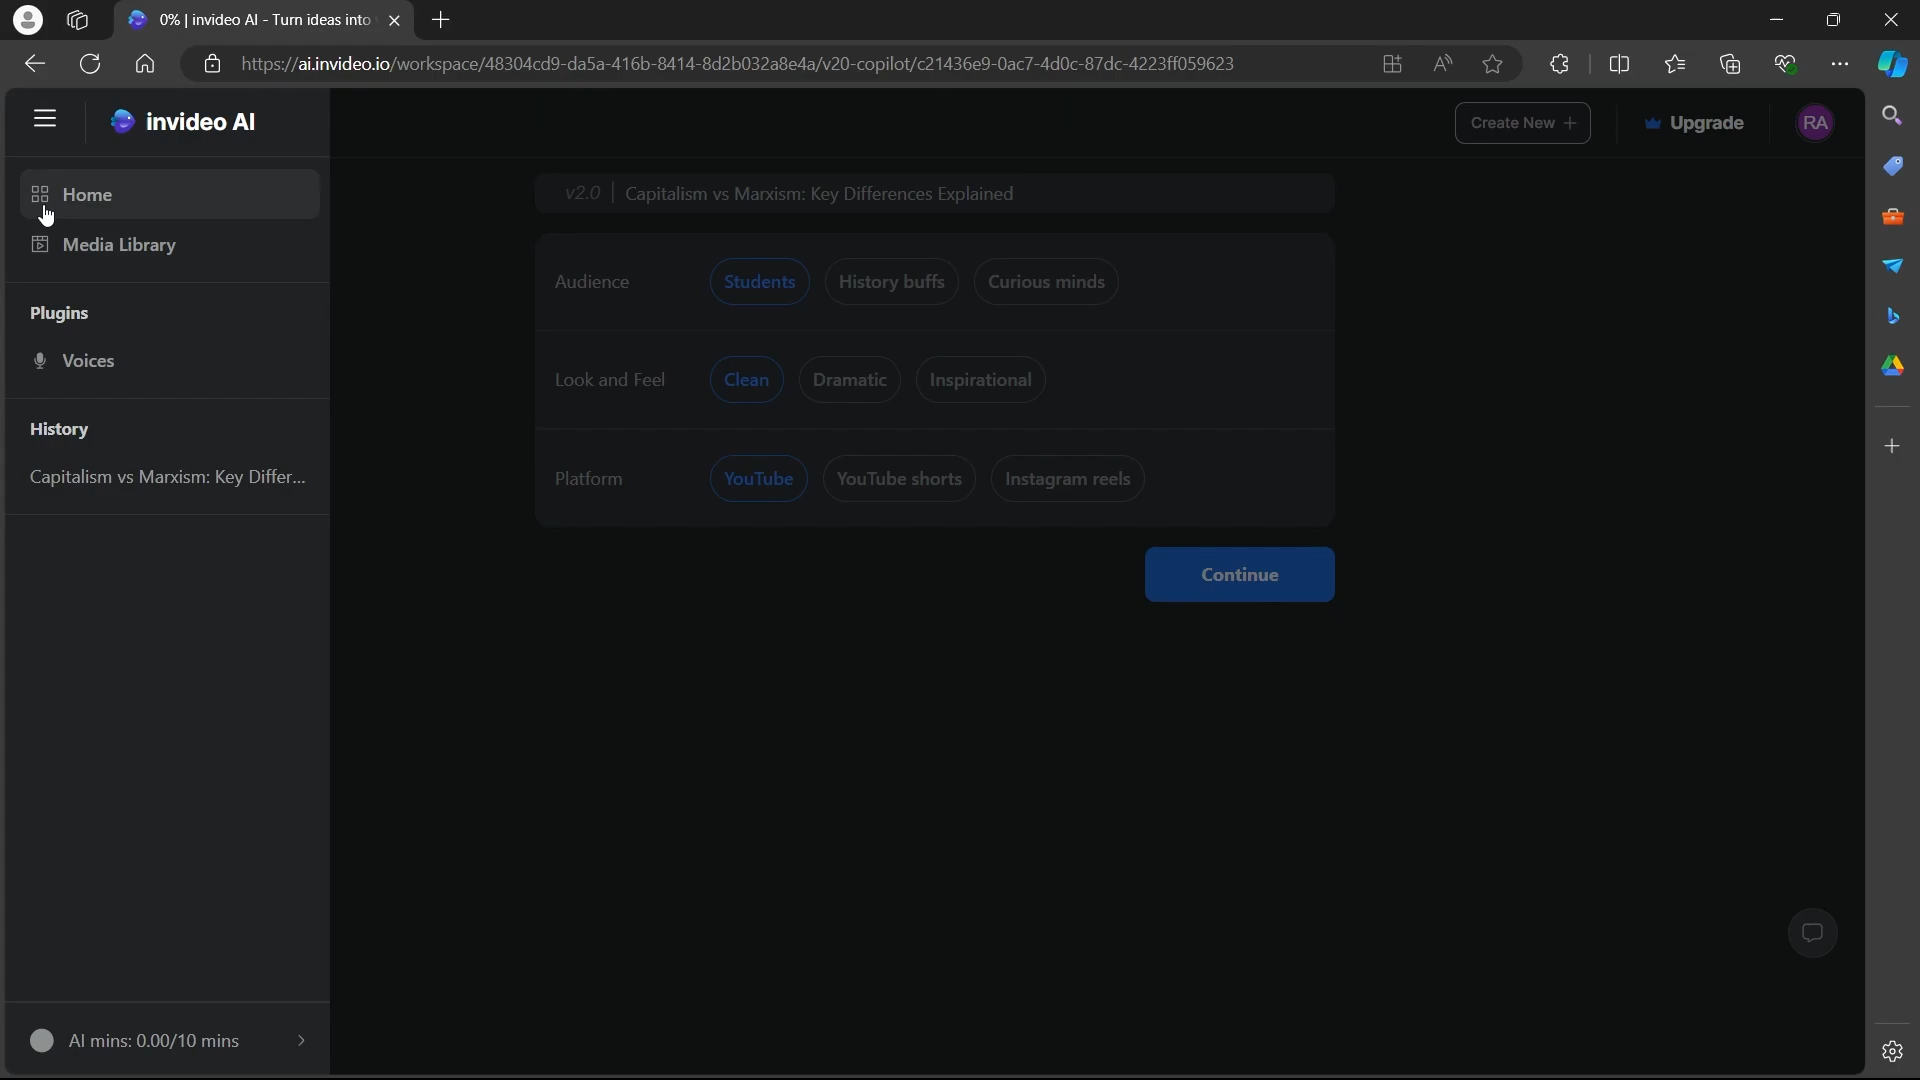 0% | invideo AI - Turn ideas into
https://ai.invideo.io/workspace/48304cd9-da5a-416b-8414-8d2b032a8e4a/v20-copilot/c21436e9-0ac7-4d0c-87dc-4223ff059623
invideo AI
Create New +
Upgrade
RA
Home
Media Library
Plugins
Voices
History
Capitalism vs Marxism: Key Differ...
AI mins: 0.00/10 mins
v2.0 | Capitalism vs Marxism: Key Differences Explained
Audience Students History buffs Curious minds
Look and Feel Clean Dramatic Inspirational
Platform YouTube YouTube shorts Instagram reels
Continue